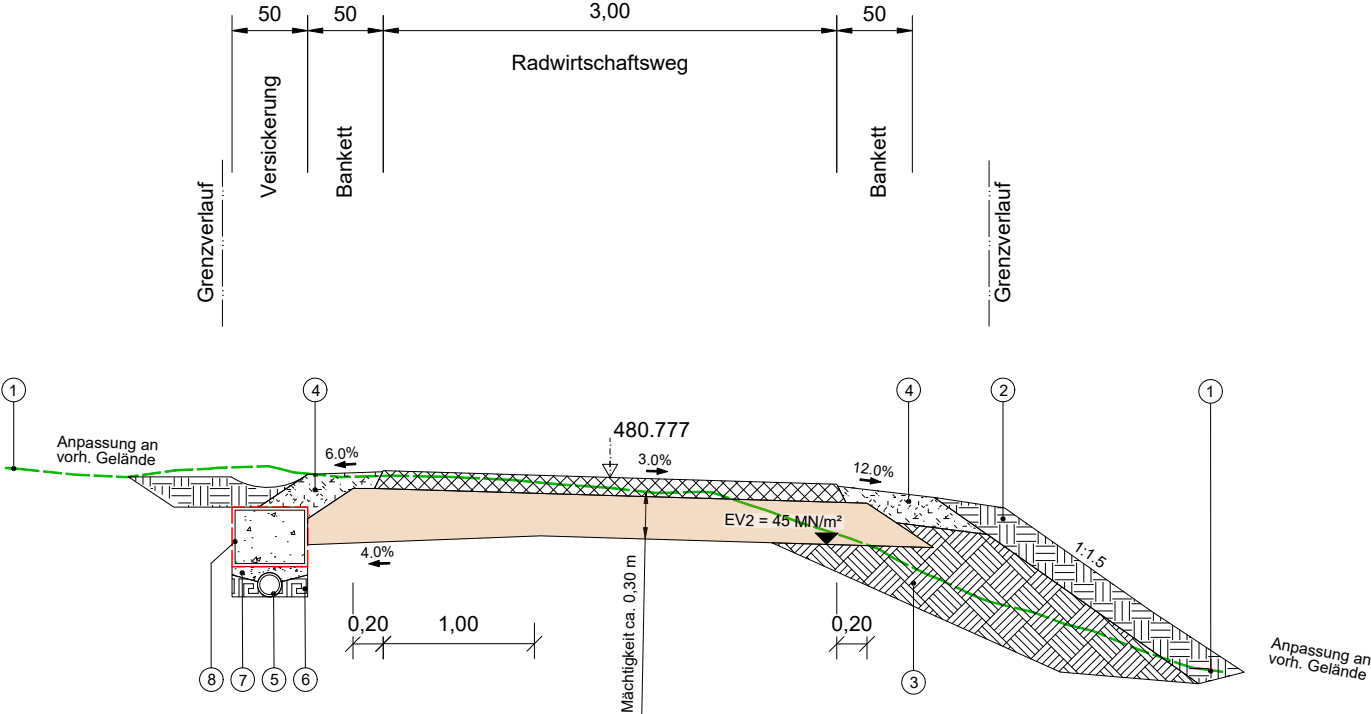 50
50
3,00
50
Radwirtschaftsweg
Versickerung
Bankett
Bankett
Grenzverlauf
Grenzverlauf
1
4
4
2
1
Anpassung an
vorh. Gelände
480.777
6.0%
3.0%
12.0%
EV2 = 45 MN/m²
4.0%
1:1.5
0,20
1,00
0,20
Mächtigkeit ca. 0,30 m
Anpassung an
vorh. Gelände
8
7
5
6
3